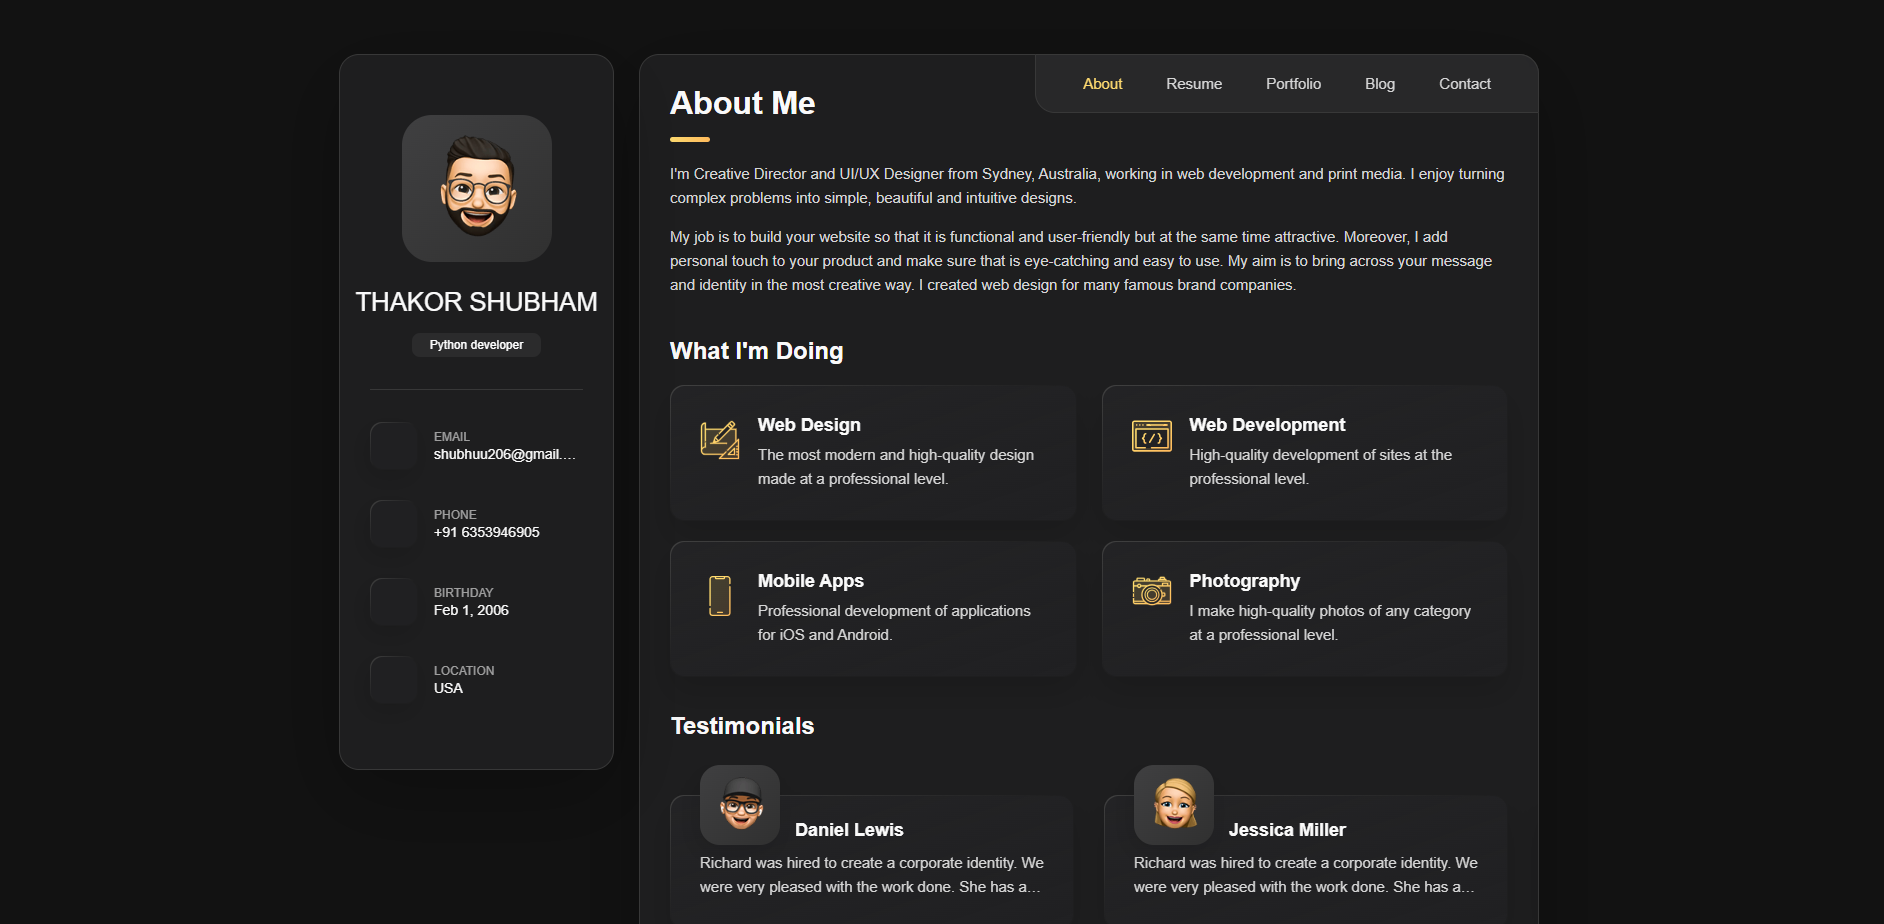 THAKOR SHUBHAM
Python developer
EMAIL
shubhuu206@gmail.…
PHONE
+91 6353946905
BIRTHDAY
Feb 1, 2006
LOCATION
USA
About Resume Portfolio Blog Contact
About Me
I'm Creative Director and UI/UX Designer from Sydney, Australia, working in web development and print media. I enjoy turning
complex problems into simple, beautiful and intuitive designs.
My job is to build your website so that it is functional and user-friendly but at the same time attractive. Moreover, I add
personal touch to your product and make sure that is eye-catching and easy to use. My aim is to bring across your message
and identity in the most creative way. I created web design for many famous brand companies.
What I'm Doing
Web Design
The most modern and high-quality design
made at a professional level.
Web Development
High-quality development of sites at the
professional level.
Mobile Apps
Professional development of applications
for iOS and Android.
Photography
I make high-quality photos of any category
at a professional level.
Testimonials
Daniel Lewis
Richard was hired to create a corporate identity. We
were very pleased with the work done. She has a…
Jessica Miller
Richard was hired to create a corporate identity. We
were very pleased with the work done. She has a…